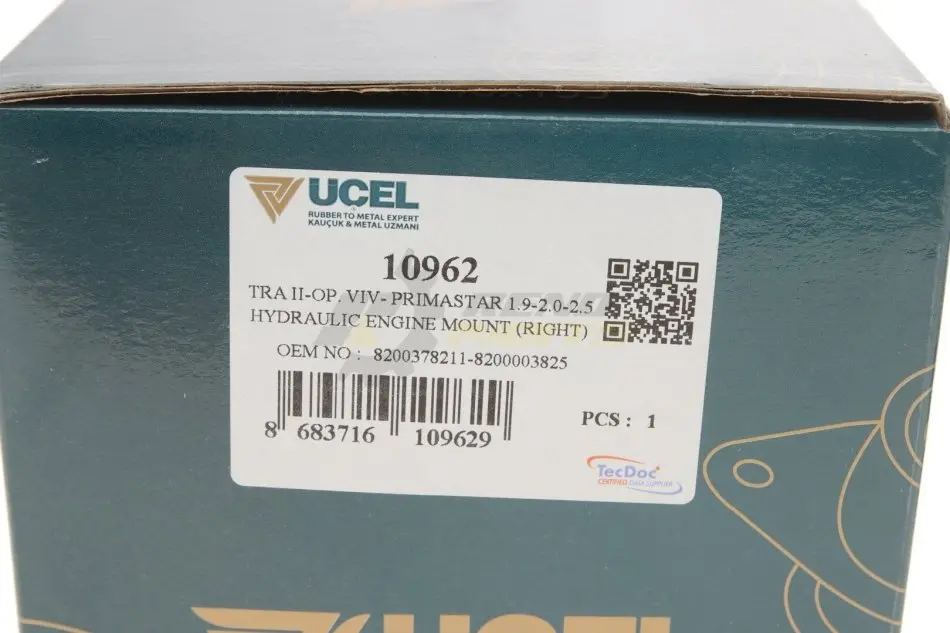 UCEL
RUBBER TO METAL EXPERT
KAUÇUK & METAL UZMANI
10962
TRA II-OP. VIV- PRIMASTAR 1.9-2.0-2.5
HYDRAULIC ENGINE MOUNT (RIGHT)
OEM NO : 8200378211-8200003825
8 683716 109629
PCS : 1
TecDoc
CERTIFIED DATA SUPPLIER
UCEL